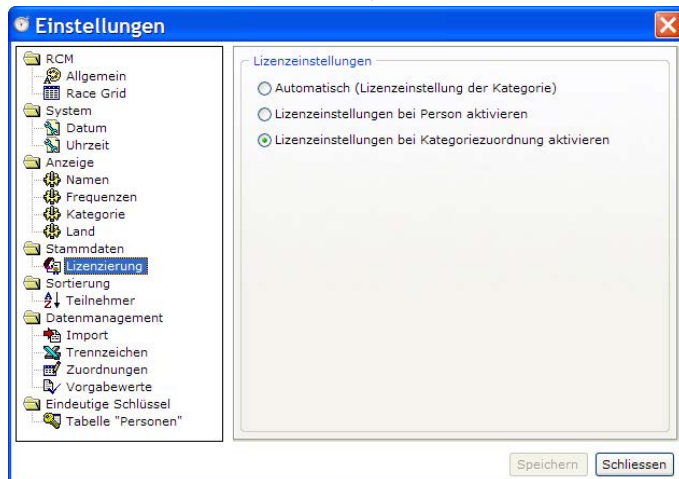 Einstellungen
RCM
Allgemein
Race Grid
System
Datum
Uhrzeit
Anzeige
Namen
Frequenzen
Kategorie
Land
Stammdaten
Lizenzierung
Sortierung
Teilnehmer
Datenmanagement
Import
Trennzeichen
Zuordnungen
Vorgabewerte
Eindeutige Schlüssel
Tabelle "Personen"
Lizenzeinstellungen
Automatisch (Lizenzeinstellung der Kategorie)
Lizenzeinstellungen bei Person aktivieren
Lizenzeinstellungen bei Kategoriezuordnung aktivieren
Speichern
Schliessen